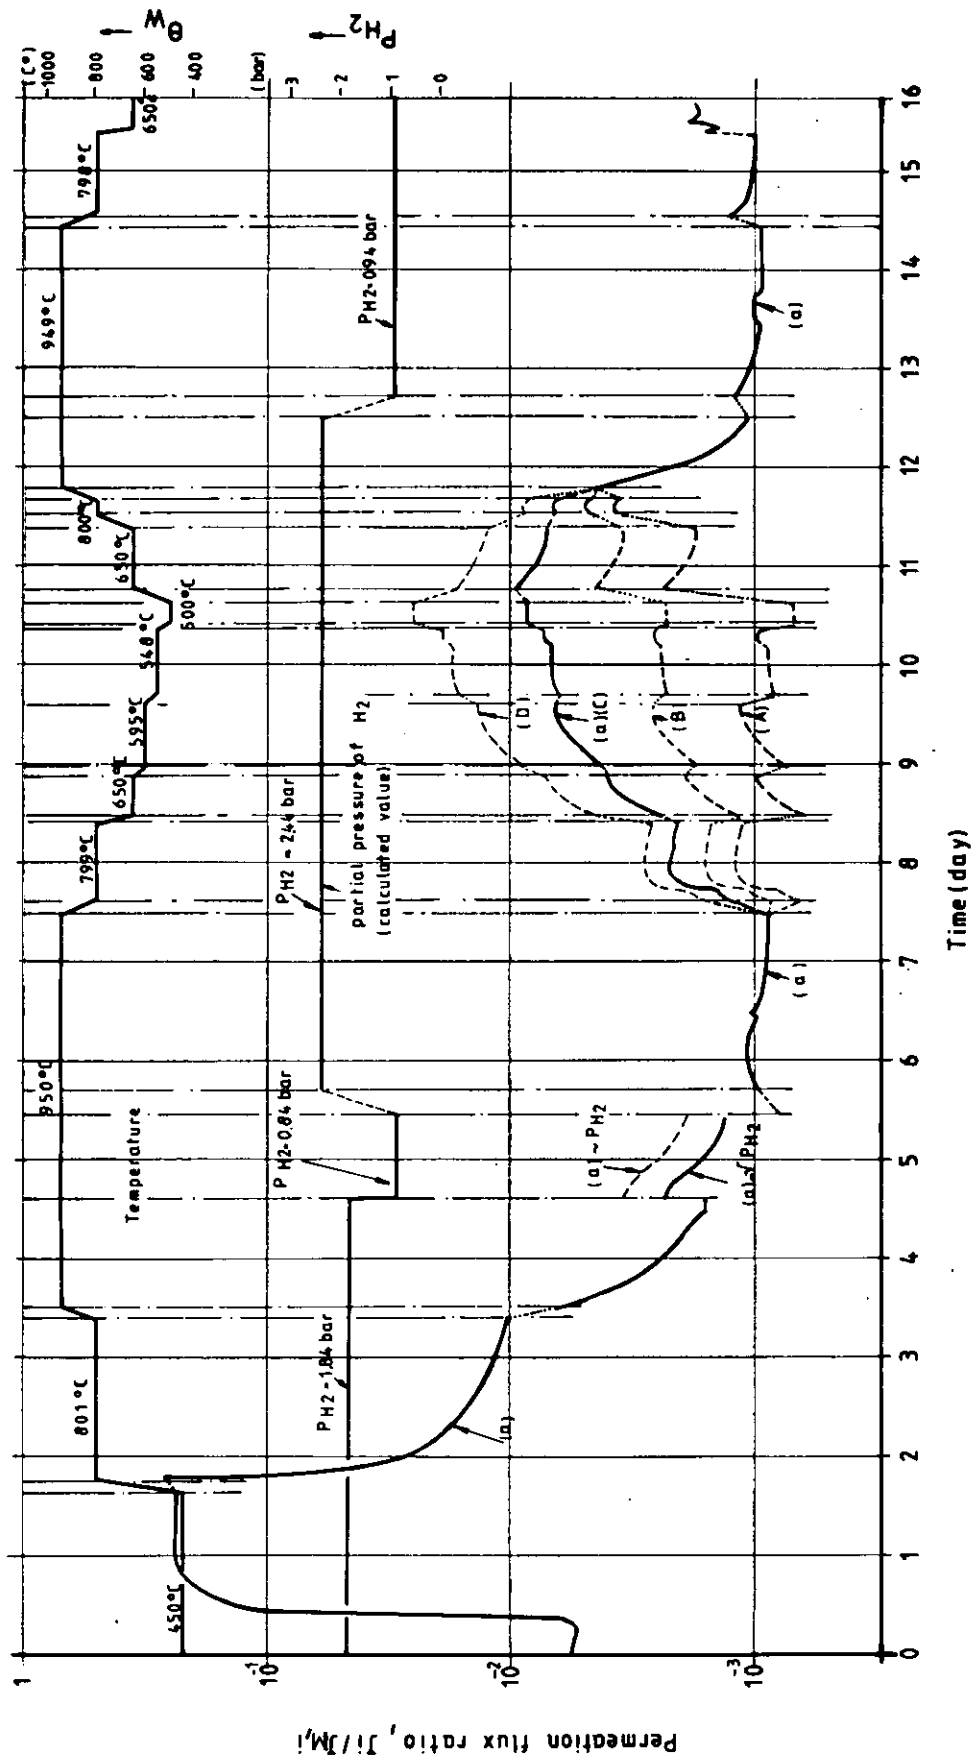 Permeation flux ratio, Ji/JM,i
1
10-1
10-2
10-3
Time (day)
0
1
2
3
4
5
6
7
8
9
10
11
12
13
14
15
16
T(C°)
1000
800
600
400
θW
(bar)
3
2
1
0
PH2
450°C
801°C
950°C
799°C
650°C
595°C
548°C
500°C
650°C
800°C
949°C
798°C
650°C
Temperature
PH2=1.84 bar
PH2=0.84 bar
PH2 = 2.44 bar
partial pressure of H2
(calculated value)
PH2=0.94 bar
(a)
(a) ~ PH2
(a) ~ √PH2
(a)
(D)
(a)(C)
(B)
(A)
(a)